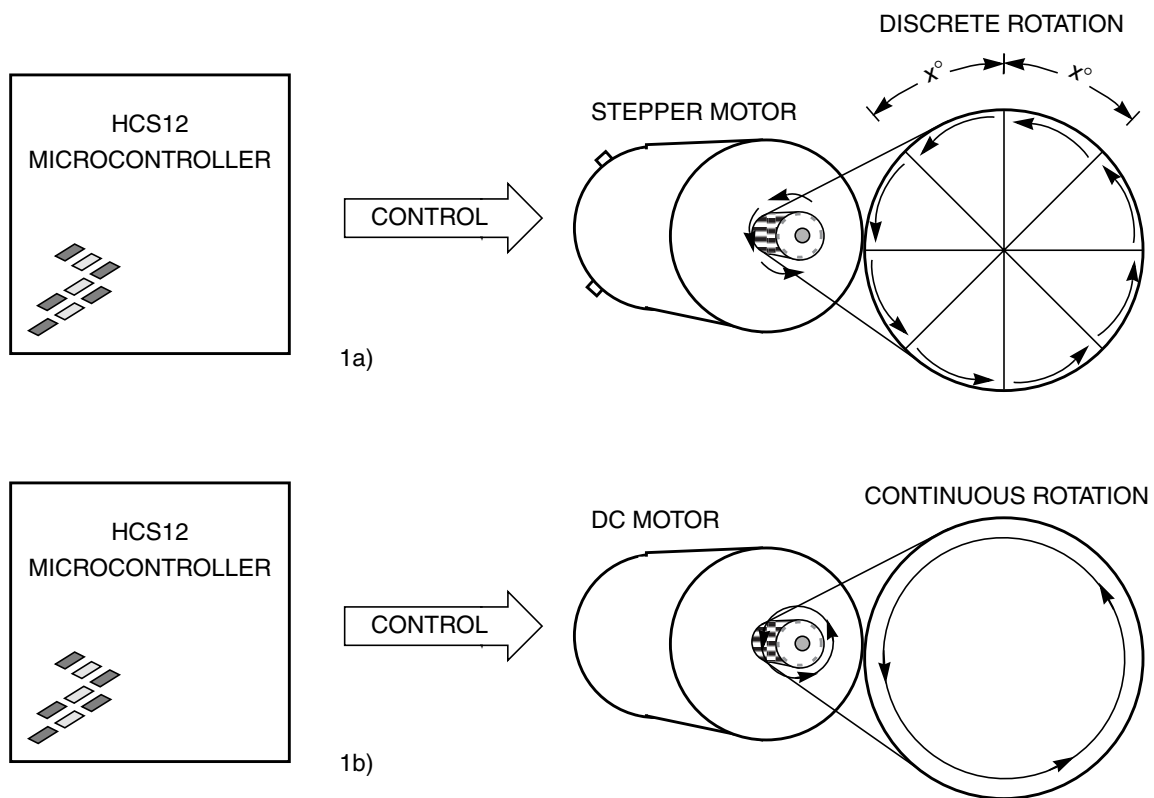 DISCRETE ROTATION
x°
x°
STEPPER MOTOR
HCS12
MICROCONTROLLER
CONTROL
1a)
CONTINUOUS ROTATION
DC MOTOR
HCS12
MICROCONTROLLER
CONTROL
1b)